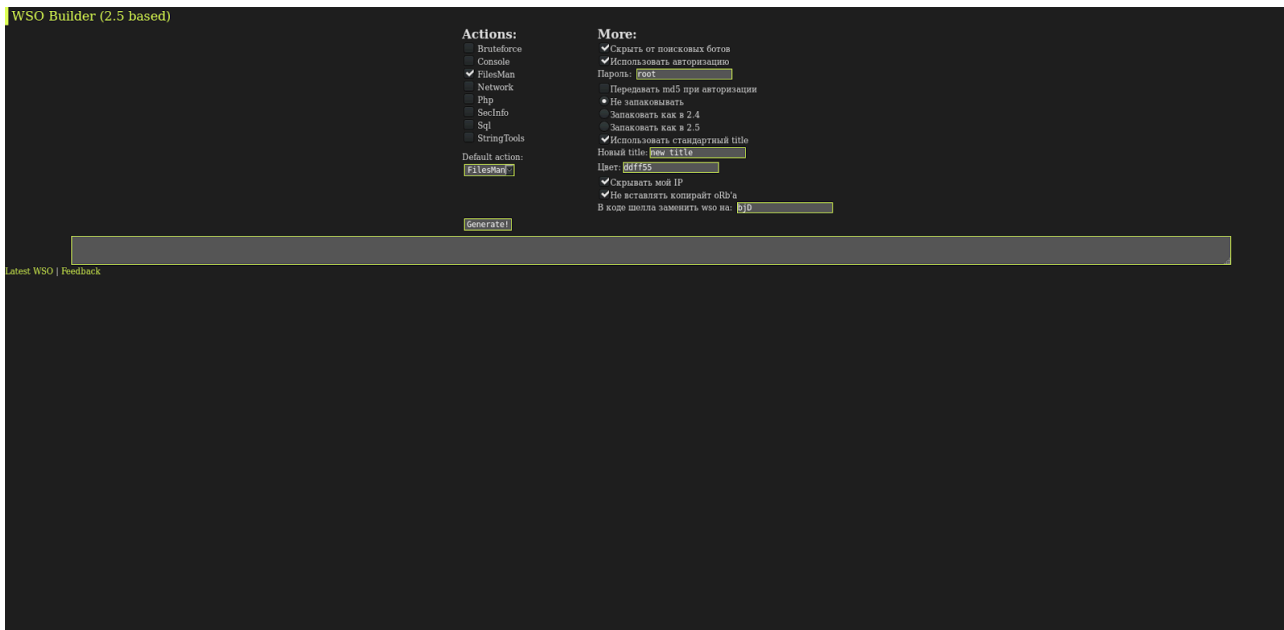 WSO Builder (2.5 based)
Actions:
Bruteforce
Console
FilesMan
Network
Php
SecInfo
Sql
StringTools
Default action:
FilesMan
Generate!
More:
Скрыть от поисковых ботов
Использовать авторизацию
Пароль: root
Передавать md5 при авторизации
Не запаковывать
Запаковать как в 2.4
Запаковать как в 2.5
Использовать стандартный title
Новый title: new title
Цвет: ddff55
Скрывать мой IP
Не вставлять копирайт oRb'a
В коде шелла заменить wso на: bjD
Latest WSO | Feedback